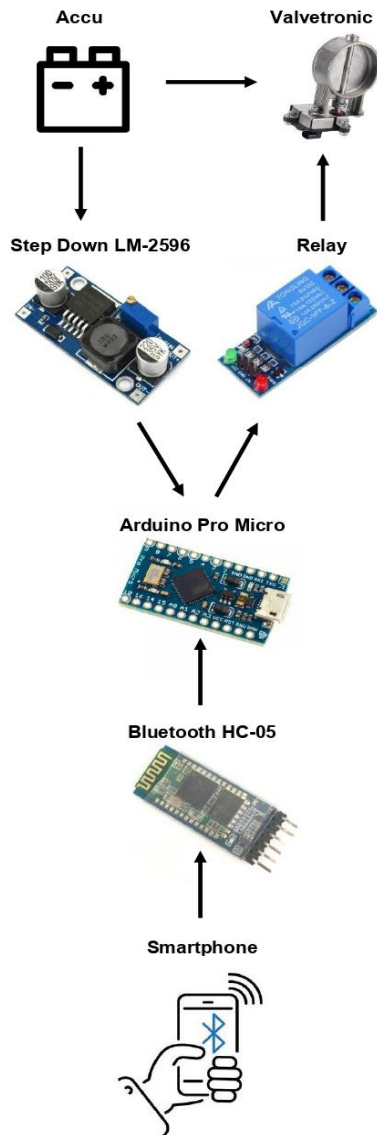 Accu
Valvetronic
Step Down LM-2596
Relay
Arduino Pro Micro
Bluetooth HC-05
Smartphone